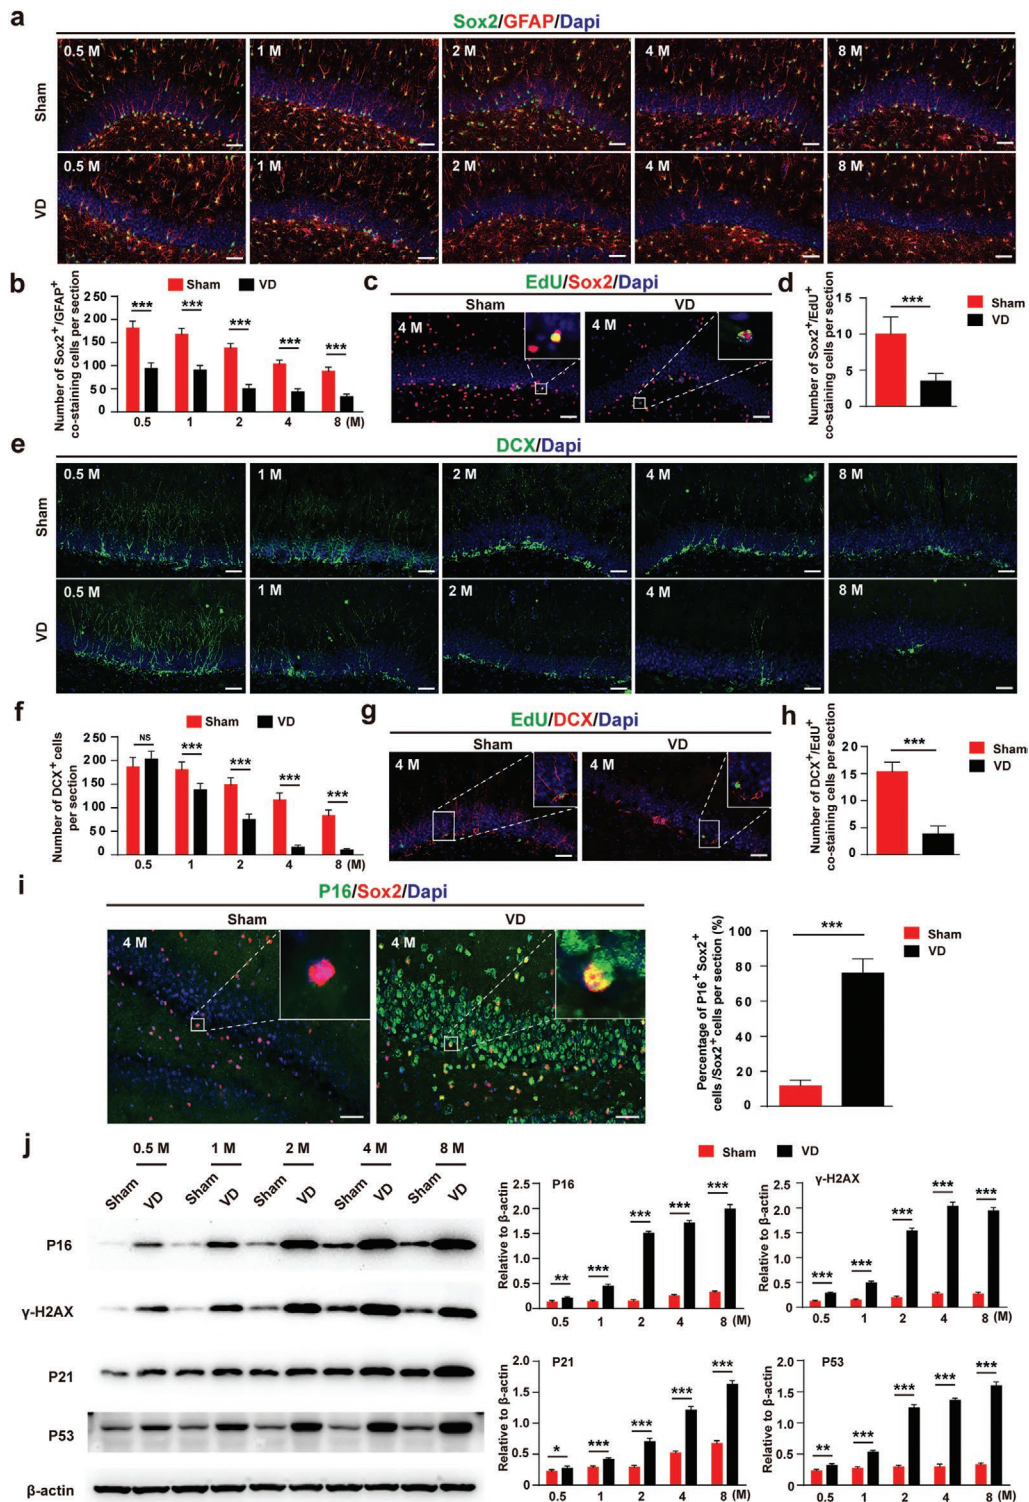 a
Sox2/GFAP/Dapi
0.5 M 1 M 2 M 4 M 8 M
Sham
0.5 M 1 M 2 M 4 M 8 M
VD
b
Sham VD
Number of Sox2+/GFAP+
co-staining cells per section
250
200
150
100
50
0
*** *** *** *** ***
0.5 1 2 4 8 (M)
c
EdU/Sox2/Dapi
Sham VD
4 M 4 M
d
Number of Sox2+/EdU+
co-staining cells per section
15
10
5
0
***
Sham
VD
e
DCX/Dapi
0.5 M 1 M 2 M 4 M 8 M
Sham
0.5 M 1 M 2 M 4 M 8 M
VD
f
Sham VD
Number of DCX+ cells
per section
250
200
150
100
50
0
NS *** *** *** ***
0.5 1 2 4 8 (M)
g
EdU/DCX/Dapi
Sham VD
4 M 4 M
h
Number of DCX+/EdU+
co-staining cells per section
20
15
10
5
0
***
Sham
VD
i
P16/Sox2/Dapi
Sham VD
4 M 4 M
Percentage of P16+ Sox2+
cells /Sox2+ cells per section (%)
100
80
60
40
20
0
***
Sham
VD
j
0.5 M 1 M 2 M 4 M 8 M
Sham VD Sham VD Sham VD Sham VD Sham VD
P16
γ-H2AX
P21
P53
β-actin
Sham VD
P16
Relative to β-actin
2.5
2.0
1.5
1.0
0.5
0
** *** *** *** ***
0.5 1 2 4 8 (M)
γ-H2AX
Relative to β-actin
2.5
2.0
1.5
1.0
0.5
0
*** *** *** *** ***
0.5 1 2 4 8 (M)
P21
Relative to β-actin
2.0
1.5
1.0
0.5
0
* *** *** *** ***
0.5 1 2 4 8 (M)
P53
Relative to β-actin
2.0
1.5
1.0
0.5
0
** *** *** *** ***
0.5 1 2 4 8 (M)